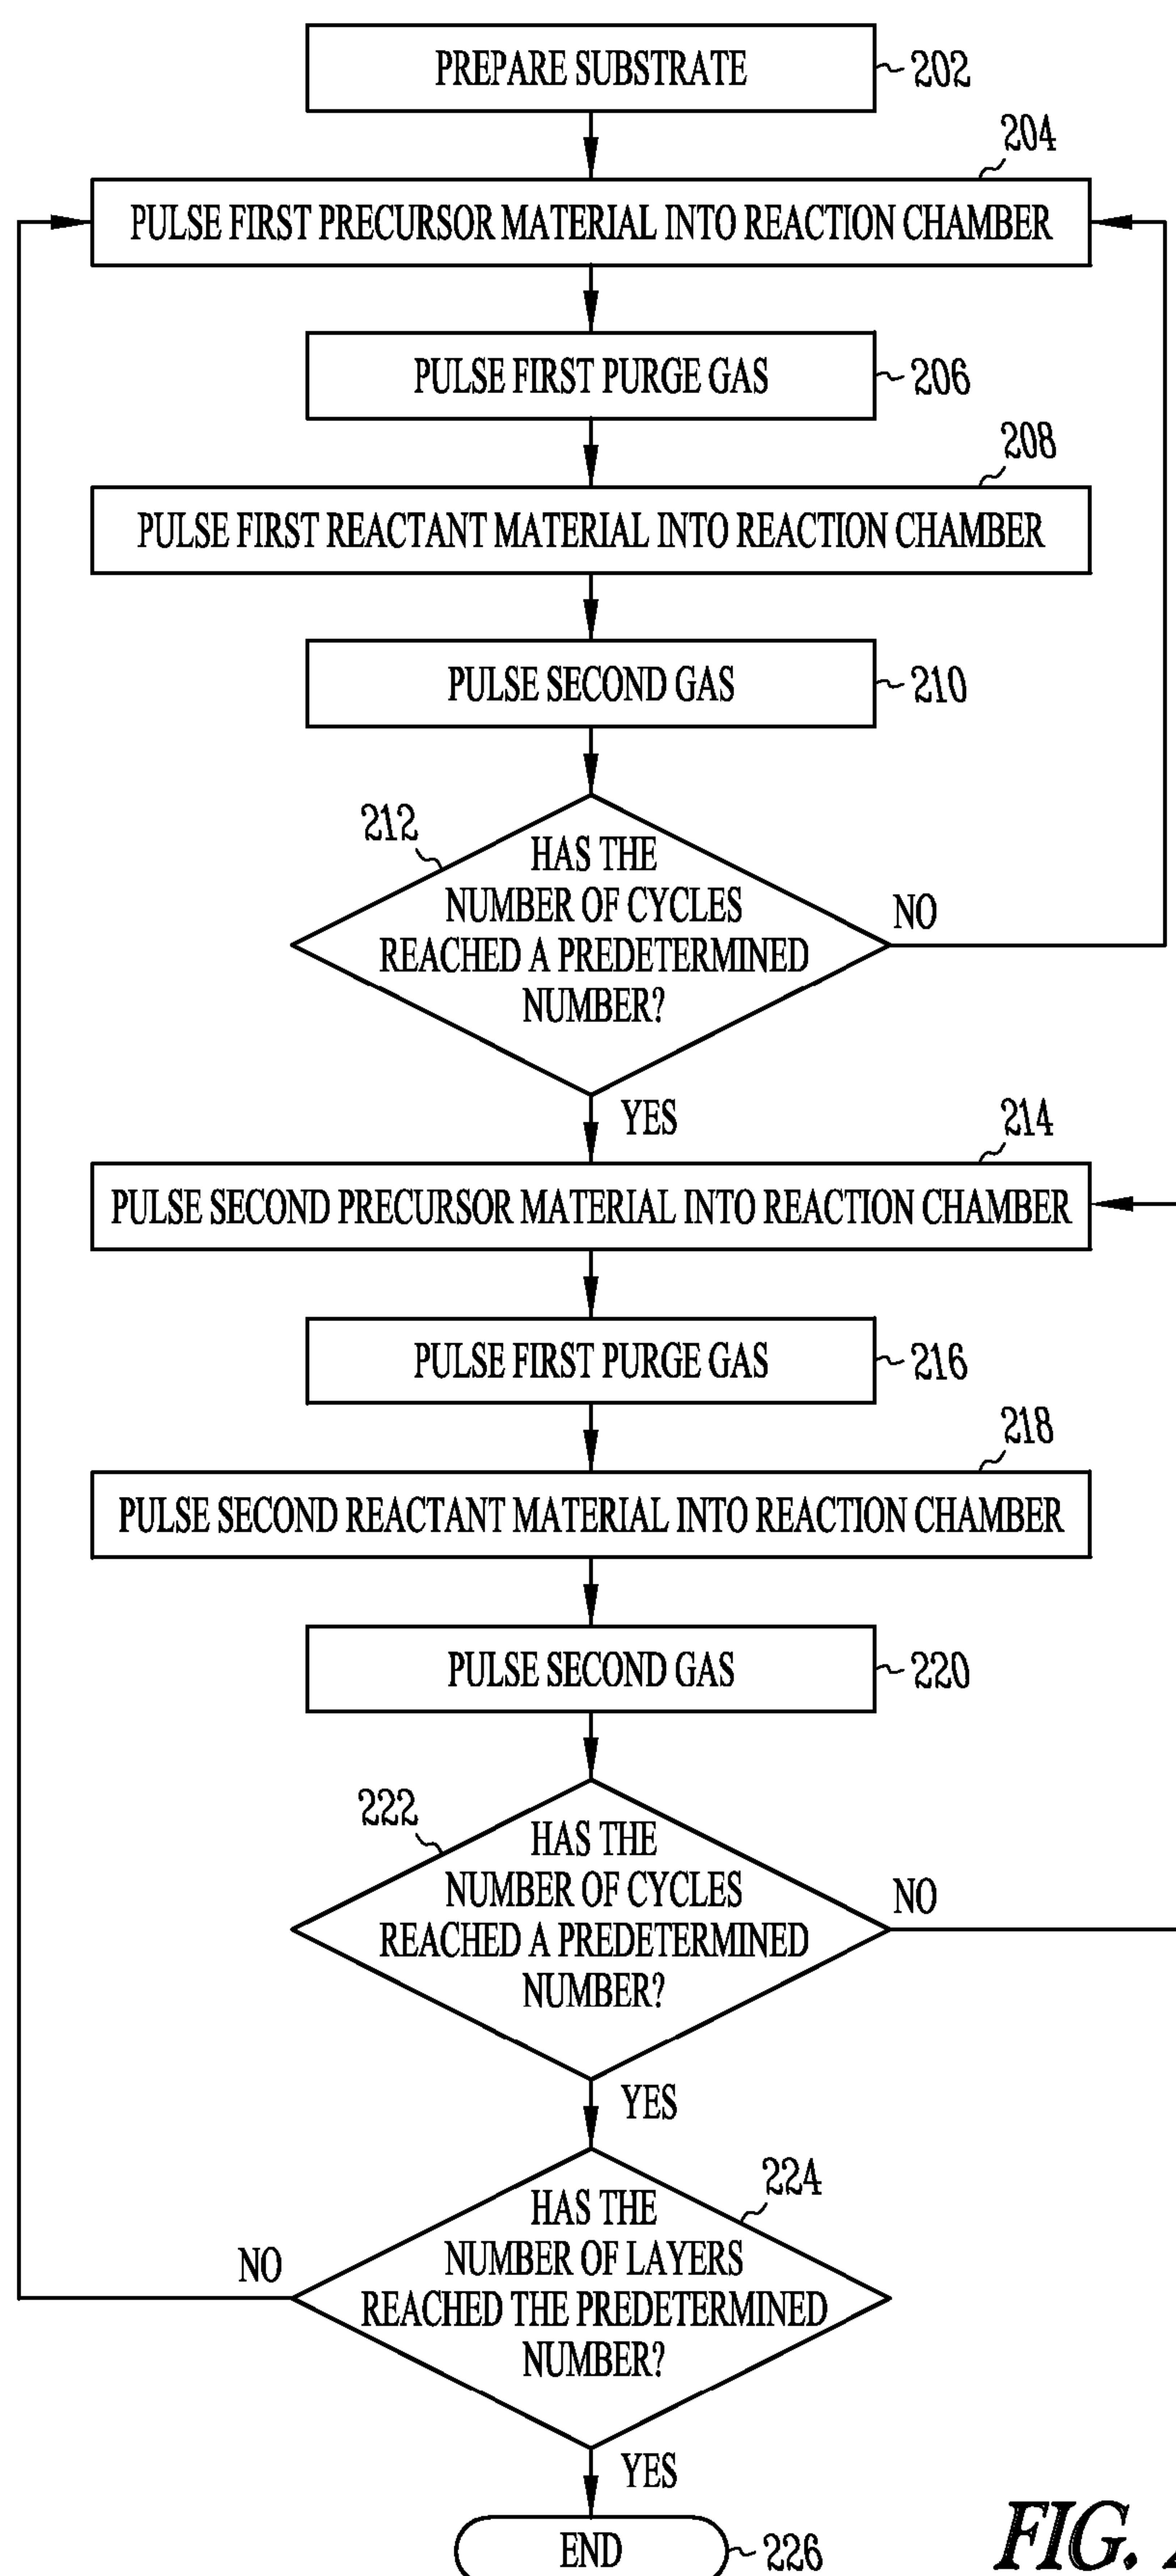 PREPARE SUBSTRATE
202
204
PULSE FIRST PRECURSOR MATERIAL INTO REACTION CHAMBER
PULSE FIRST PURGE GAS
206
208
PULSE FIRST REACTANT MATERIAL INTO REACTION CHAMBER
PULSE SECOND GAS
210
212
HAS THE
NUMBER OF CYCLES
REACHED A PREDETERMINED
NUMBER?
NO
YES
214
PULSE SECOND PRECURSOR MATERIAL INTO REACTION CHAMBER
PULSE FIRST PURGE GAS
216
218
PULSE SECOND REACTANT MATERIAL INTO REACTION CHAMBER
PULSE SECOND GAS
220
222
HAS THE
NUMBER OF CYCLES
REACHED A PREDETERMINED
NUMBER?
NO
YES
224
HAS THE
NUMBER OF LAYERS
REACHED THE PREDETERMINED
NUMBER?
NO
YES
END
226
FIG.